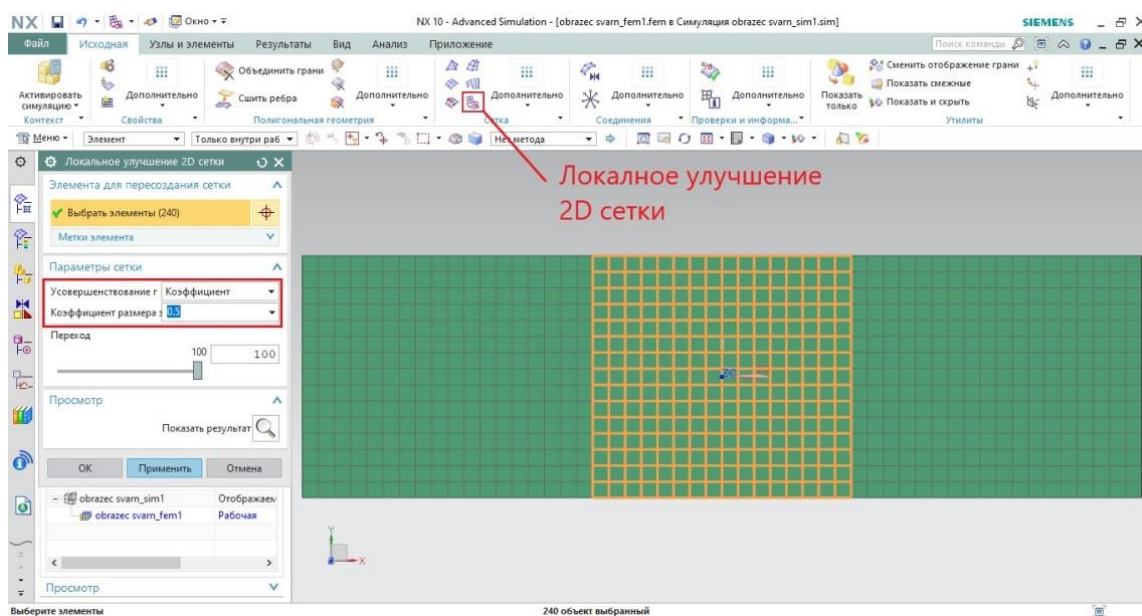 NX Окно NX 10 - Advanced Simulation - [obrazec svarn_fem1.fem в Симуляция obrazec svarn_sim1.sim] SIEMENS
Файл Исходная Узлы и элементы Результаты Вид Анализ Приложение Поиск команды
Активировать симуляцию Дополнительно Объединить грани Сшить ребра Дополнительно Дополнительно Дополнительно Дополнительно Показать только Сменить отображение грани Показать смежные Показать и скрыть Дополнительно
Контекст Свойства Полигональная геометрия Сетка Соединения Проверки и информа... Утилиты
Меню Элемент Только внутри раб Нет метода
Локальное улучшение 2D сетки
Элемента для пересоздания сетки
Выбрать элементы (240)
Метки элемента
Параметры сетки
Усовершенствование г Коэффициент
Коэффициент размера э 0.5
Переход
100 100
Просмотр
Показать результат
ОК Применить Отмена
obrazec svarn_sim1 Отображаем
obrazec svarn_fem1 Рабочая
Просмотр
Локалное улучшение
2D сетки
Y
X
Выберите элементы 240 объект выбранный